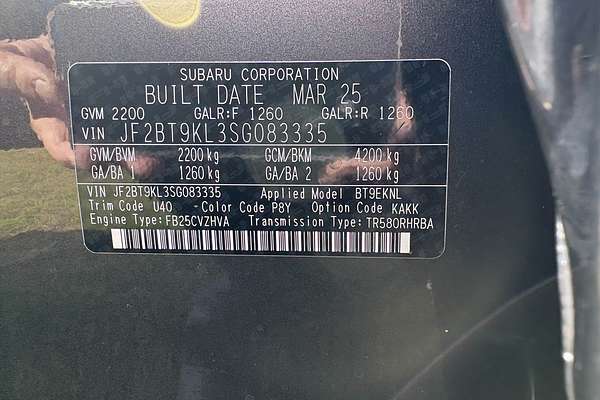 SUBARU CORPORATION
BUILT DATE MAR 25
GVM 2200 GALR:F 1260 GALR:R 1260
VIN JF2BT9KL3SG083335
GVM/BVM 2200 kg GCM/BKM 4200 kg
GA/BA 1 1260 kg GA/BA 2 1260 kg
VIN JF2BT9KL3SG083335 Applied Model BT9EKNL
Trim Code U40 -Color Code P8Y Option Code KAKK
Engine Type:FB25CVZHVA Transmission Type:TR580RHRBA